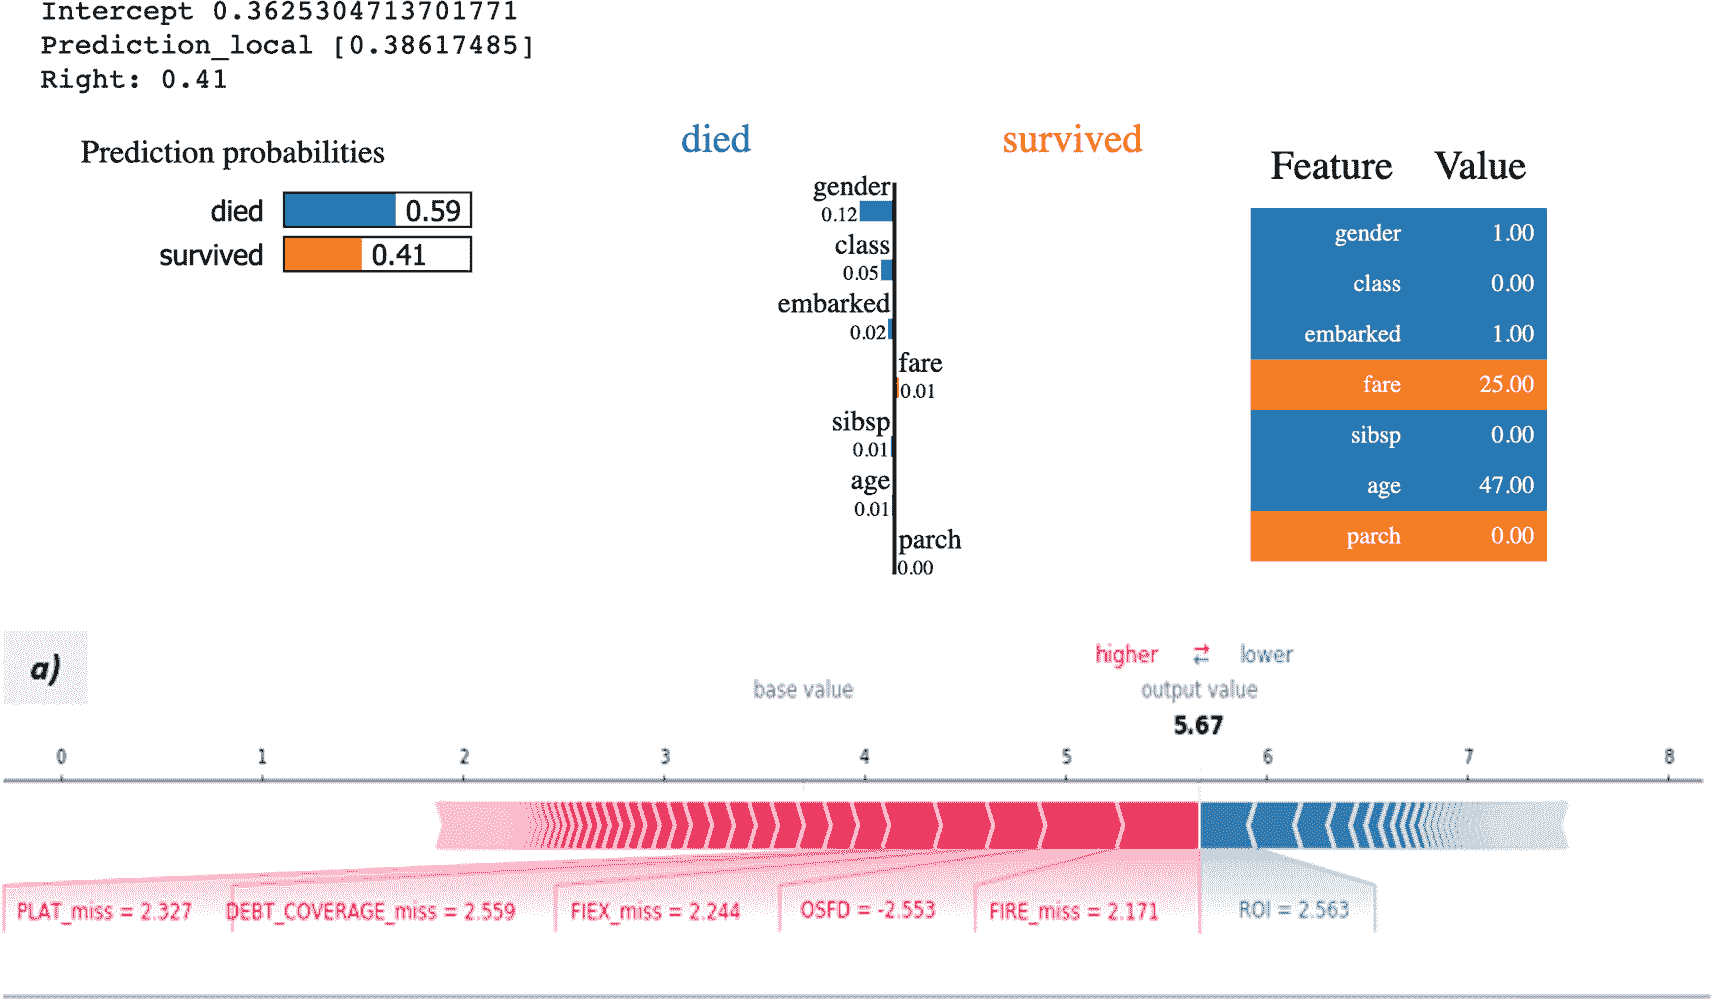 Intercept 0.3625304713701771
Prediction_local [0.38617485]
Right: 0.41
Prediction probabilities
died 0.59
survived 0.41
died survived
gender
0.12
class
0.05
embarked
0.02
fare
0.01
sibsp
0.01
age
0.01
parch
0.00
Feature Value
gender 1.00
class 0.00
embarked 1.00
fare 25.00
sibsp 0.00
age 47.00
parch 0.00
a)
higher ⇄ lower
base value output value
5.67
0 1 2 3 4 5 6 7 8
PLAT_miss = 2.327 DEBT_COVERAGE_miss = 2.559 FIEX_miss = 2.244 OSFD = -2.553 FIRE_miss = 2.171 ROI = 2.563